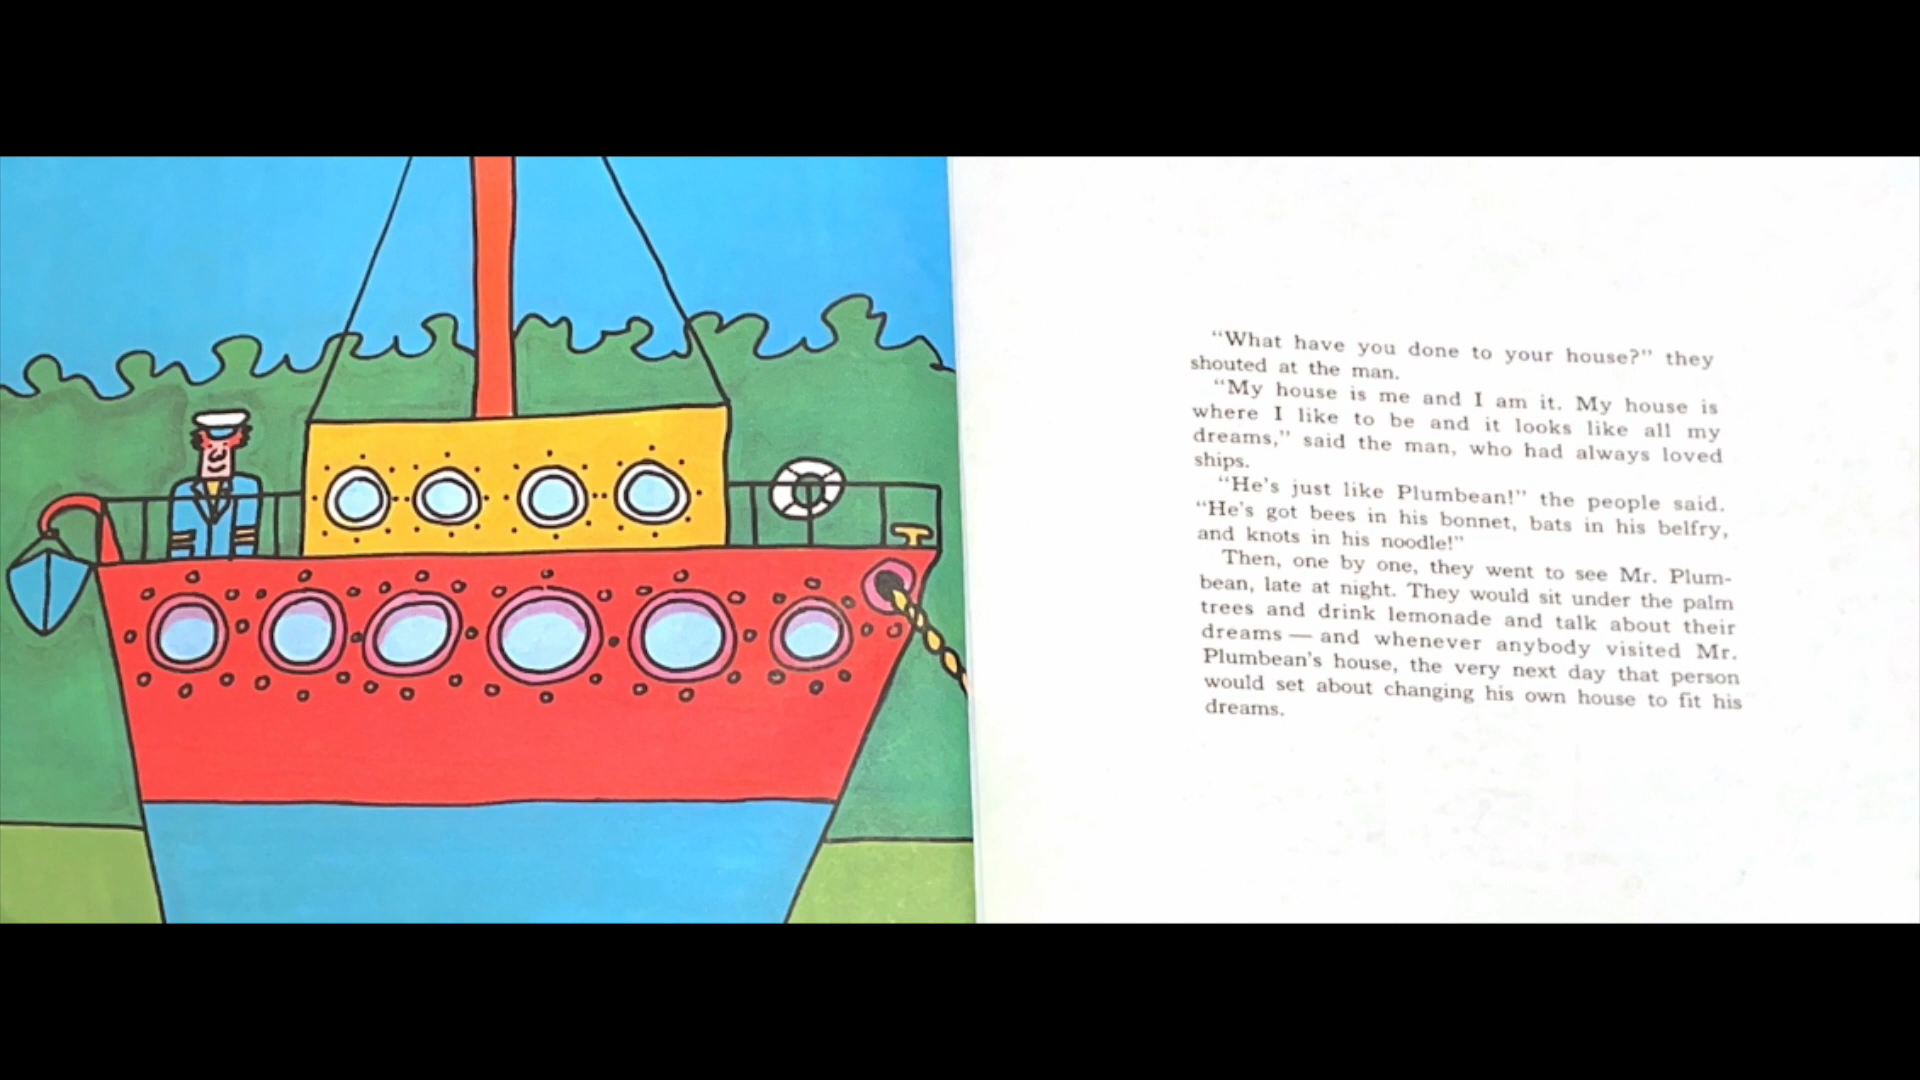 “What have you done to your house?” they
shouted at the man.
“My house is me and I am it. My house is
where I like to be and it looks like all my
dreams,” said the man, who had always loved
ships.
“He's just like Plumbean!” the people said.
“He's got bees in his bonnet, bats in his belfry,
and knots in his noodle!”
Then, one by one, they went to see Mr. Plum-
bean, late at night. They would sit under the palm
trees and drink lemonade and talk about their
dreams — and whenever anybody visited Mr.
Plumbean's house, the very next day that person
would set about changing his own house to fit his
dreams.